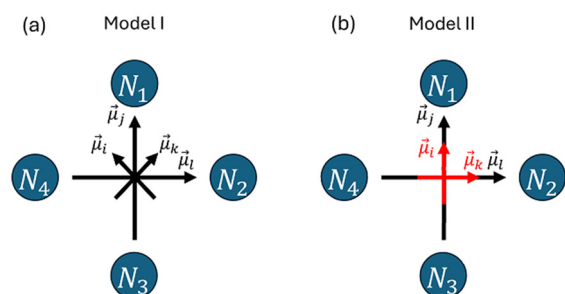 (a) Model I
N₁
μ⃗ⱼ
μ⃗ᵢ μ⃗ₖ
μ⃗ₗ
N₄ N₂
N₃
(b) Model II
N₁
μ⃗ⱼ
μ⃗ᵢ
μ⃗ₖ μ⃗ₗ
N₄ N₂
N₃